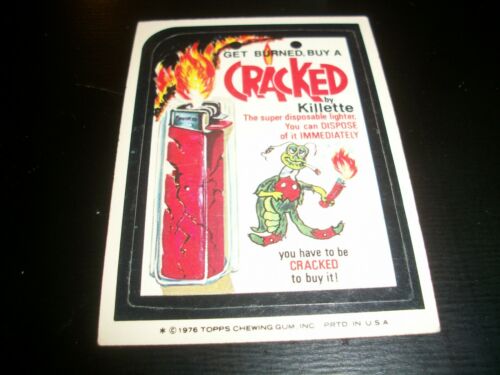 GET BURNED, BUY A
CRACKED
by
Killette
The super disposable lighter.
You can DISPOSE
of it IMMEDIATELY
you have to be
CRACKED
to buy it!
* © 1976 TOPPS CHEWING GUM, INC. PRTD. IN U.S.A.